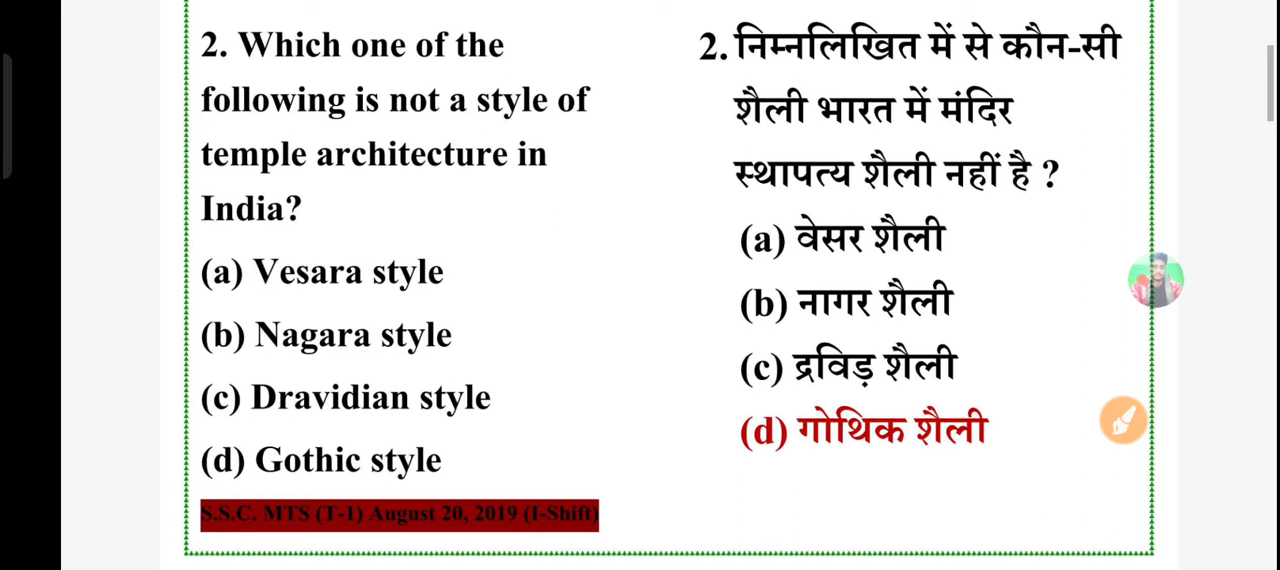 2. Which one of the
following is not a style of
temple architecture in
India?
(a) Vesara style
(b) Nagara style
(c) Dravidian style
(d) Gothic style
S.S.C. MTS (T-1) August 20, 2019 (I-Shift)
2. निम्नलिखित में से कौन-सी
शैली भारत में मंदिर
स्थापत्य शैली नहीं है ?
(a) वेसर शैली
(b) नागर शैली
(c) द्रविड़ शैली
(d) गोथिक शैली